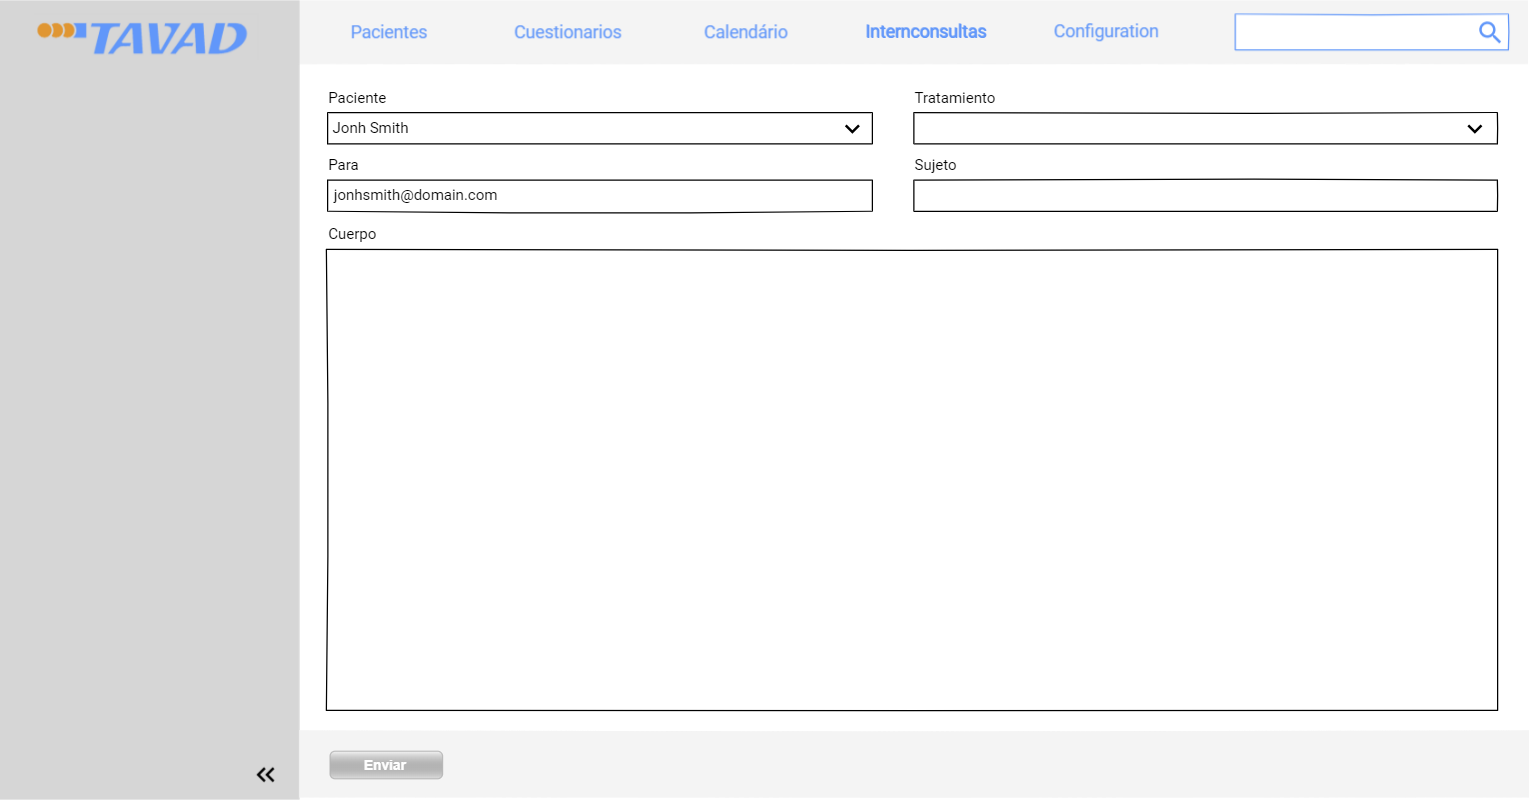 TAVAD
Pacientes Cuestionarios Calendário Internconsultas Configuration
Paciente Tratamiento
Jonh Smith
Para Sujeto
jonhsmith@domain.com
Cuerpo
Enviar